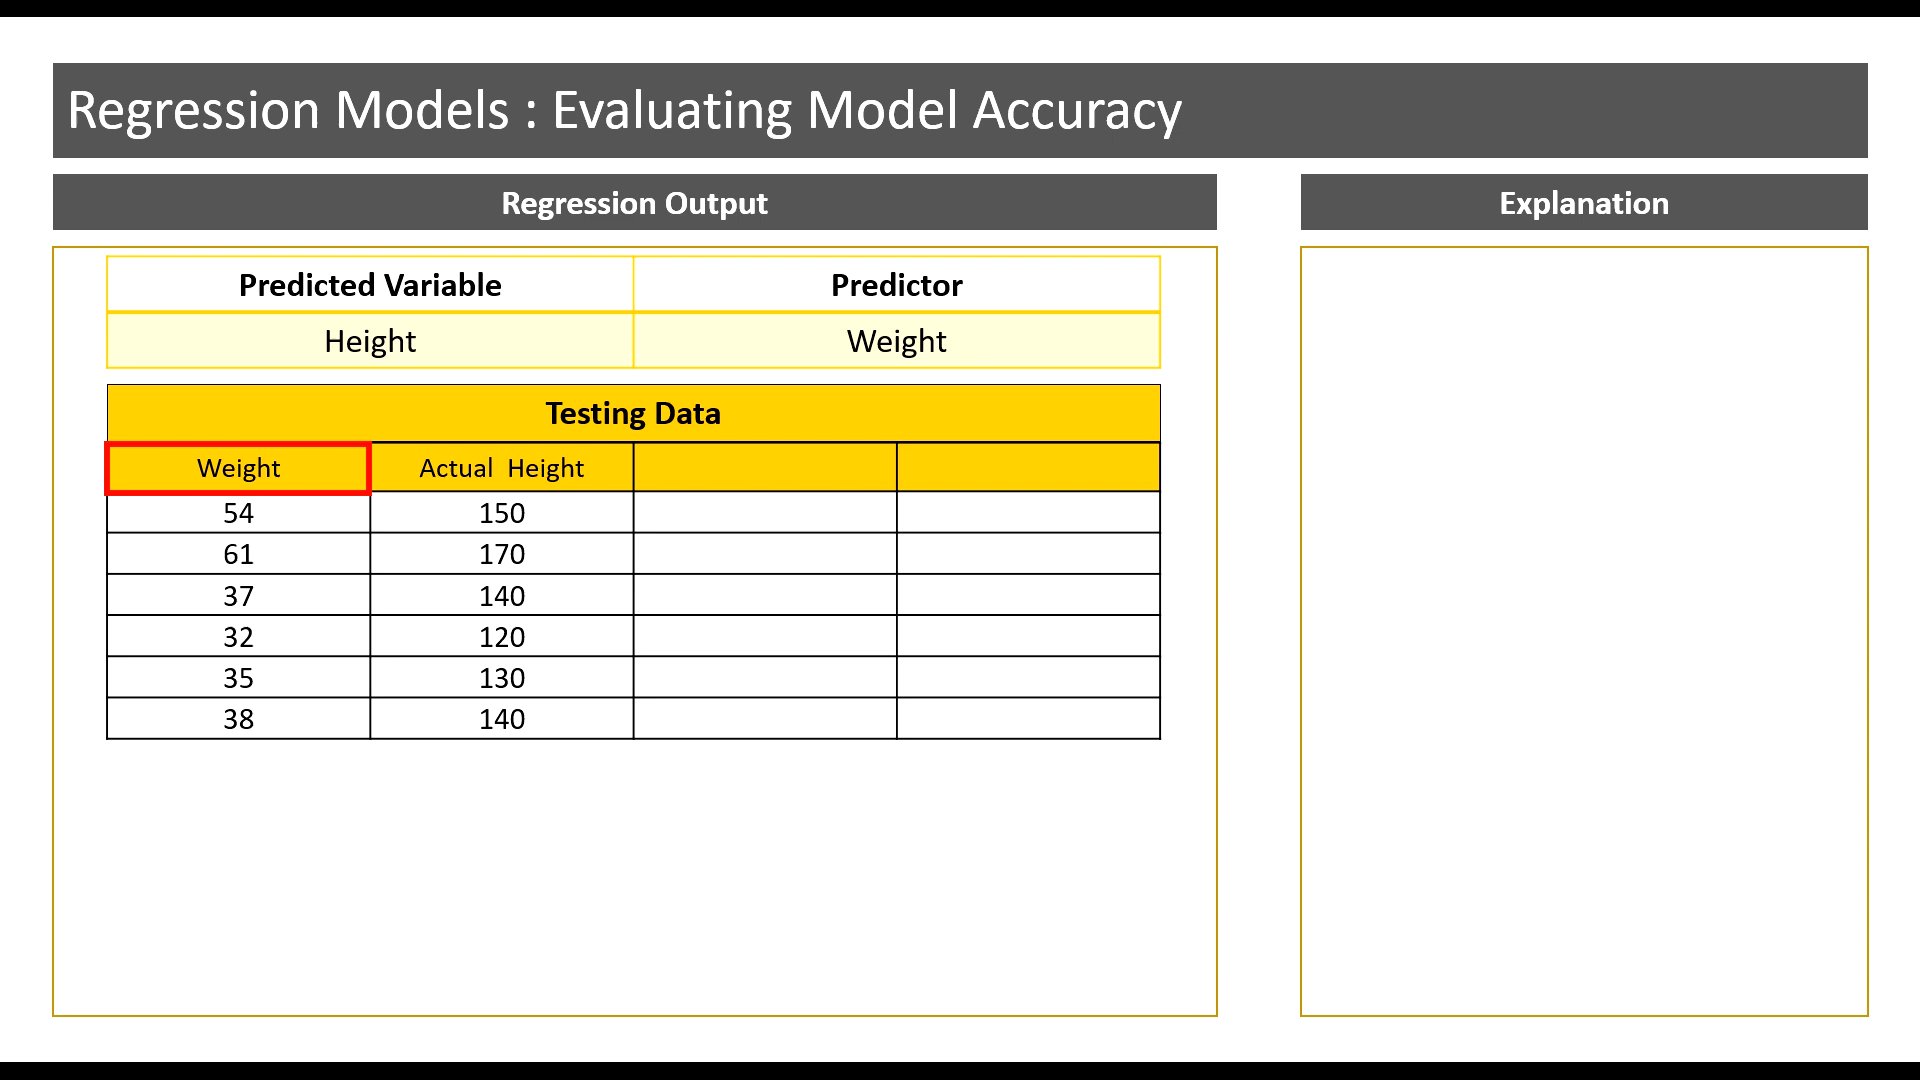 Regression Models : Evaluating Model Accuracy
Regression Output
Explanation
Predicted Variable Predictor
Height Weight
Testing Data
Weight Actual Height
54 150
61 170
37 140
32 120
35 130
38 140